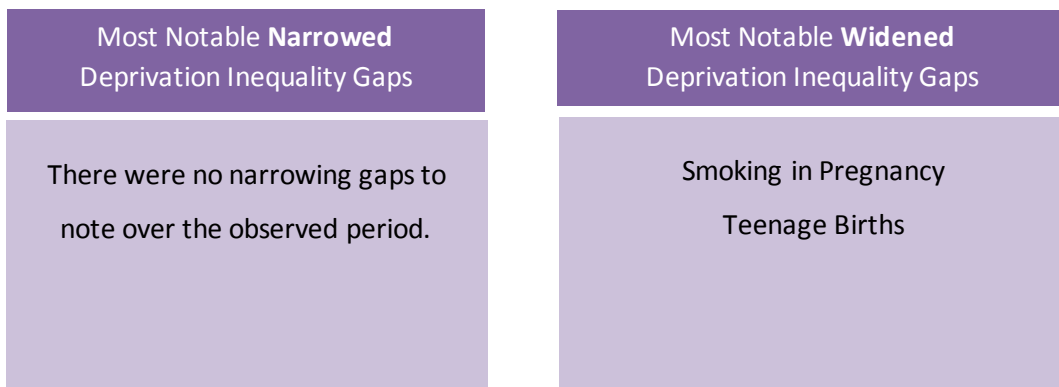 Most Notable Narrowed
Deprivation Inequality Gaps
There were no narrowing gaps to
note over the observed period.
Most Notable Widened
Deprivation Inequality Gaps
Smoking in Pregnancy
Teenage Births